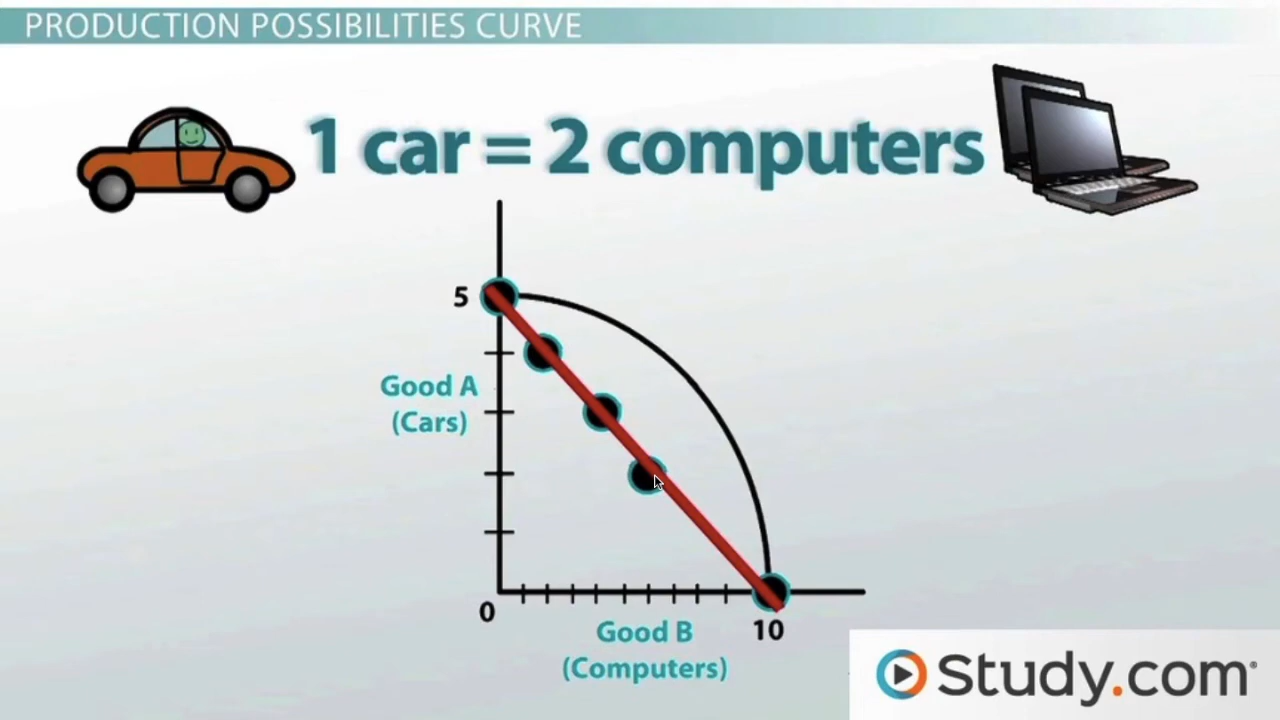 PRODUCTION POSSIBILITIES CURVE
1 car = 2 computers
5
Good A
(Cars)
0
10
Good B
(Computers)
Study.com®